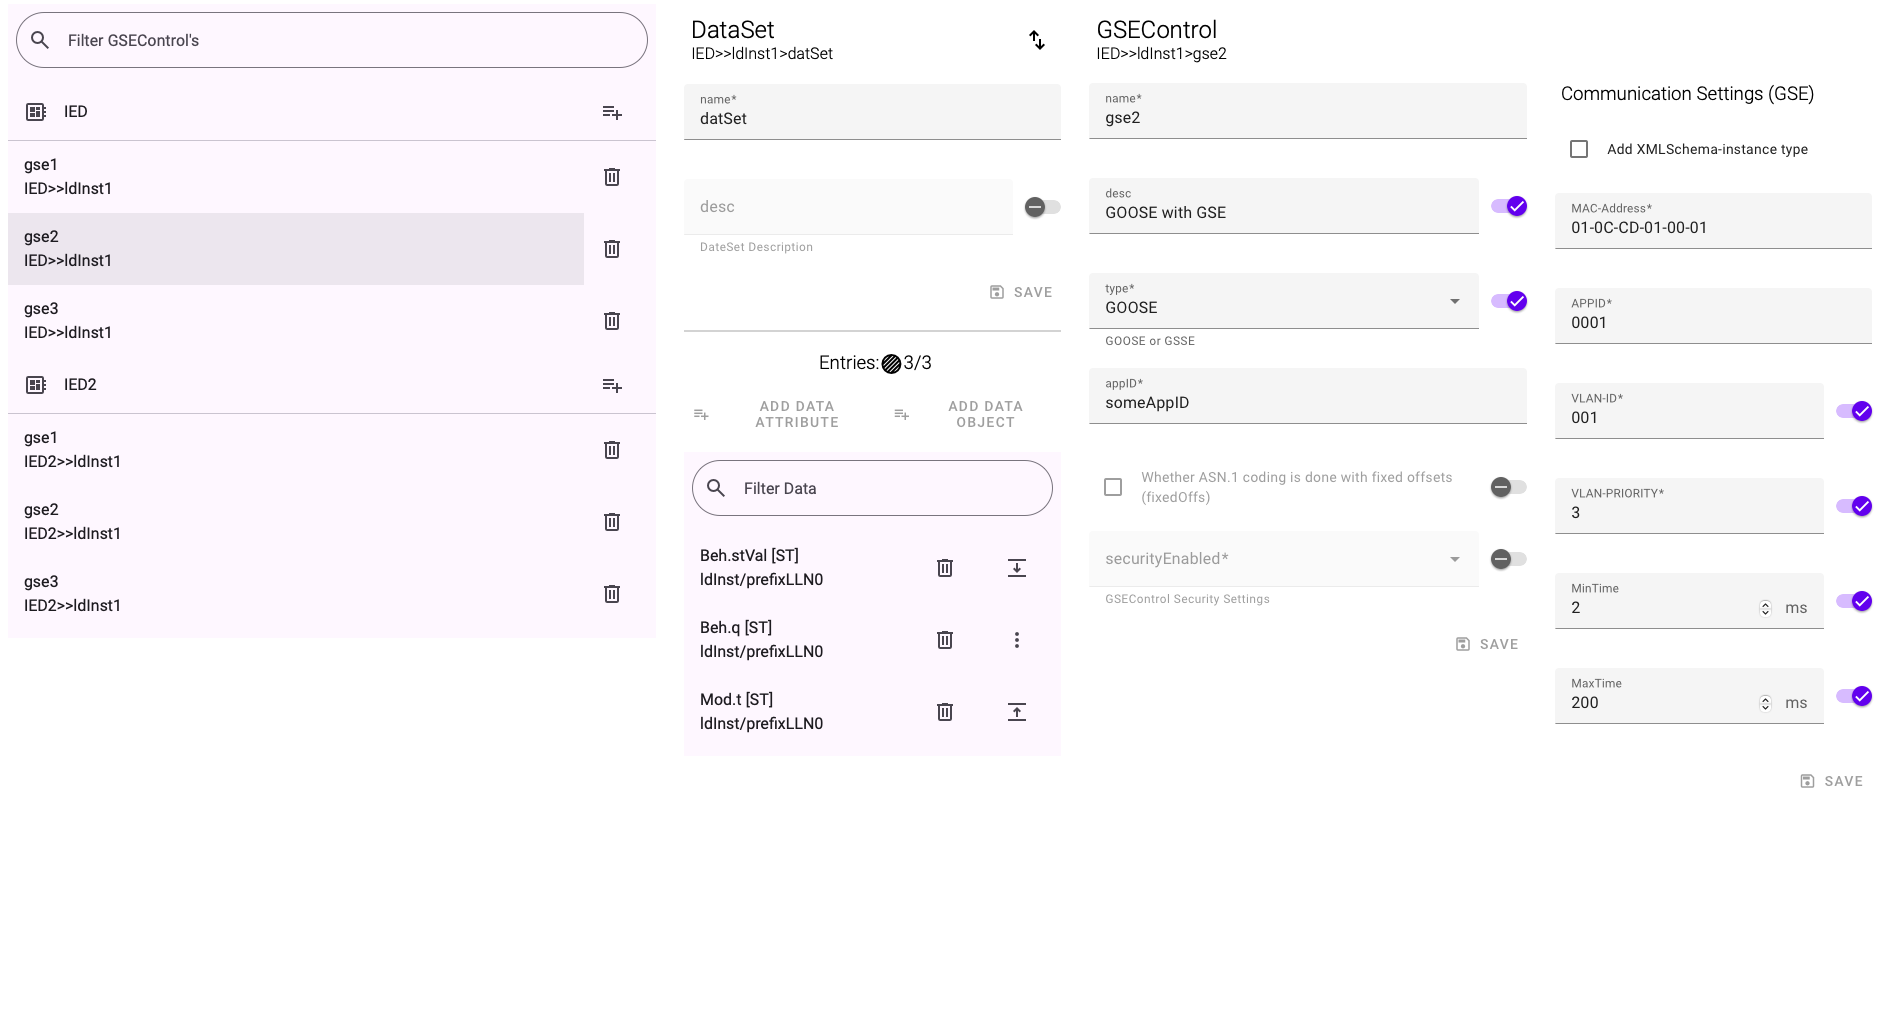 Filter GSEControl's
IED
gse1
IED>>ldInst1
gse2
IED>>ldInst1
gse3
IED>>ldInst1
IED2
gse1
IED2>>ldInst1
gse2
IED2>>ldInst1
gse3
IED2>>ldInst1
DataSet
IED>>ldInst1>datSet
name*
datSet
desc
DateSet Description
SAVE
Entries: 3/3
ADD DATA
ATTRIBUTE
ADD DATA
OBJECT
Filter Data
Beh.stVal [ST]
ldInst/prefixLLN0
Beh.q [ST]
ldInst/prefixLLN0
Mod.t [ST]
ldInst/prefixLLN0
GSEControl
IED>>ldInst1>gse2
name*
gse2
desc
GOOSE with GSE
type*
GOOSE
GOOSE or GSSE
appID*
someAppID
Whether ASN.1 coding is done with fixed offsets
(fixedOffs)
securityEnabled*
GSEControl Security Settings
SAVE
Communication Settings (GSE)
Add XMLSchema-instance type
MAC-Address*
01-0C-CD-01-00-01
APPID*
0001
VLAN-ID*
001
VLAN-PRIORITY*
3
MinTime
2 ms
MaxTime
200 ms
SAVE